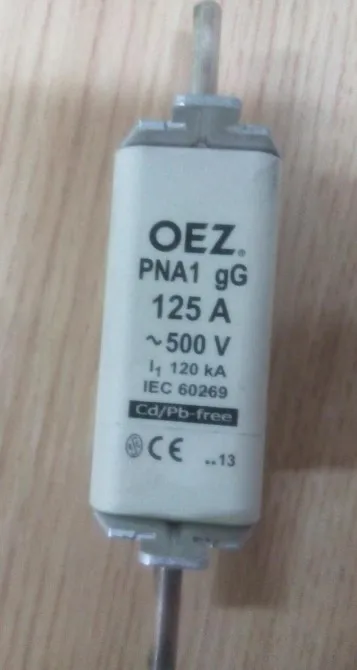 OEZ®
PNA1 gG
125 A
~500 V
I₁ 120 kA
IEC 60269
Cd/Pb-free
CE ..13